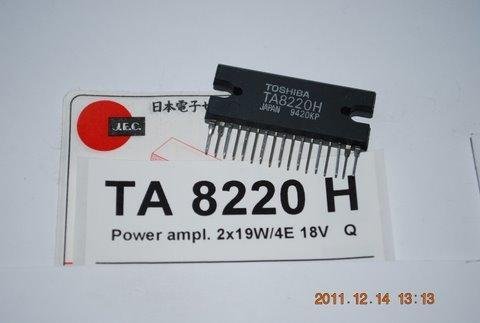 TOSHIBA
TA8220H
JAPAN 9420KP
日本電子
J.E.C.
TA 8220 H
Power ampl. 2x19W/4E 18V Q
2011.12.14 13:13